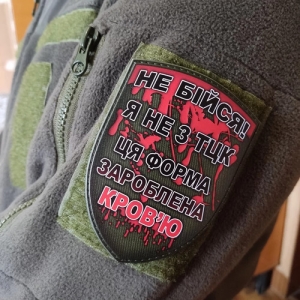 НЕ БІЙСЯ!
Я НЕ З ТЦК
ЦЯ ФОРМА
ЗАРОБЛЕНА
КРОВ'Ю